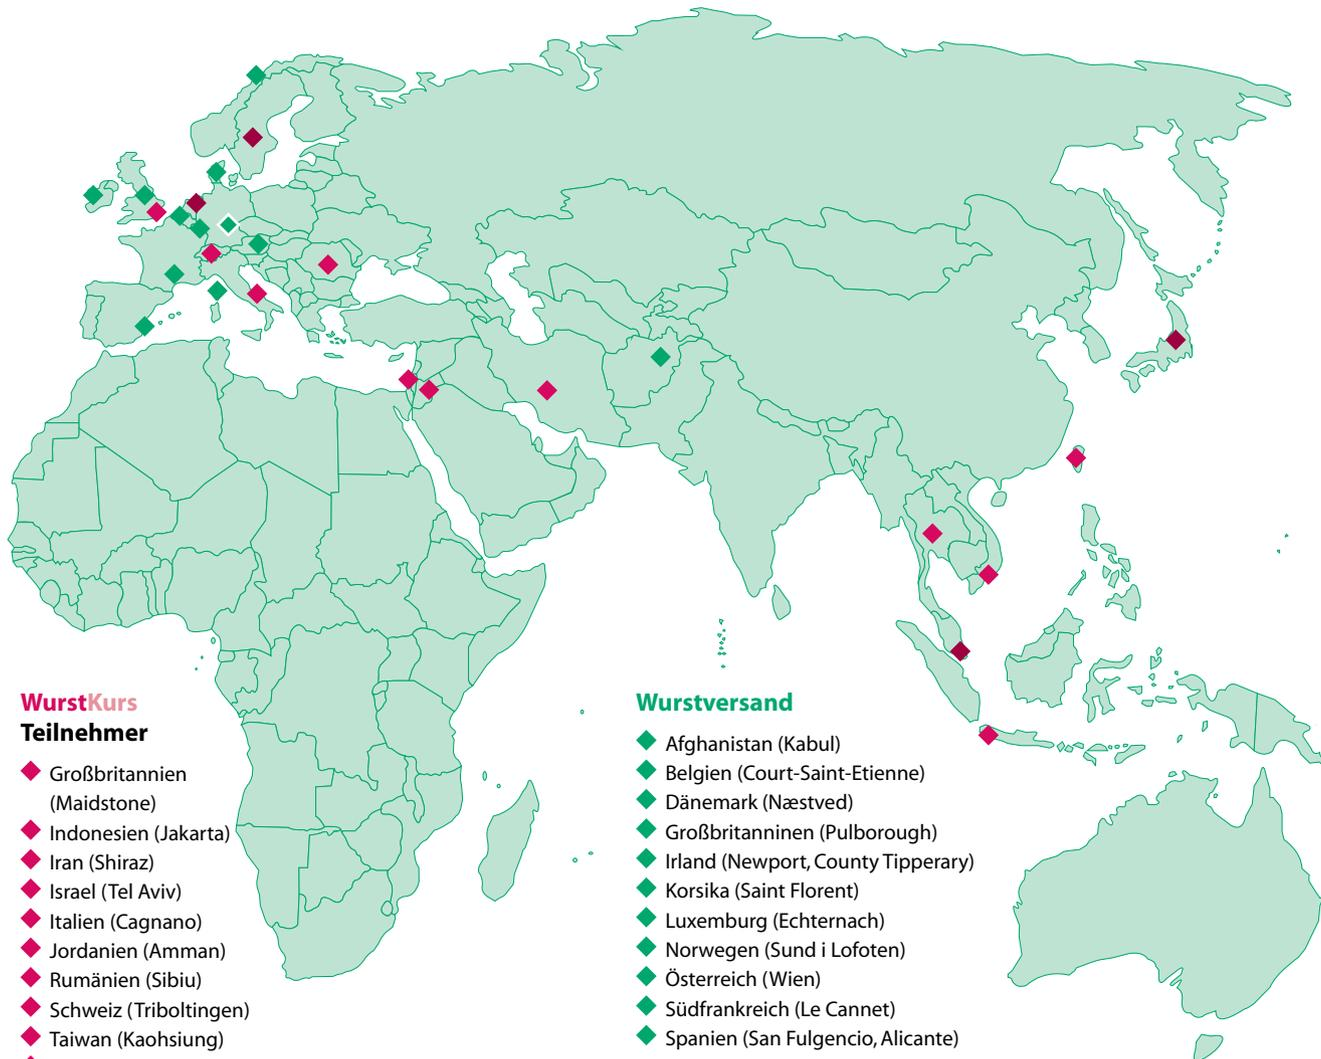 WurstKurs
Teilnehmer
Großbritannien
(Maidstone)
Indonesien (Jakarta)
Iran (Shiraz)
Israel (Tel Aviv)
Italien (Cagnano)
Jordanien (Amman)
Rumänien (Sibiu)
Schweiz (Triboltingen)
Taiwan (Kaohsiung)
Wurstversand
Afghanistan (Kabul)
Belgien (Court-Saint-Etienne)
Dänemark (Næstved)
Großbritanninen (Pulborough)
Irland (Newport, County Tipperary)
Korsika (Saint Florent)
Luxemburg (Echternach)
Norwegen (Sund i Lofoten)
Österreich (Wien)
Südfrankreich (Le Cannet)
Spanien (San Fulgencio, Alicante)